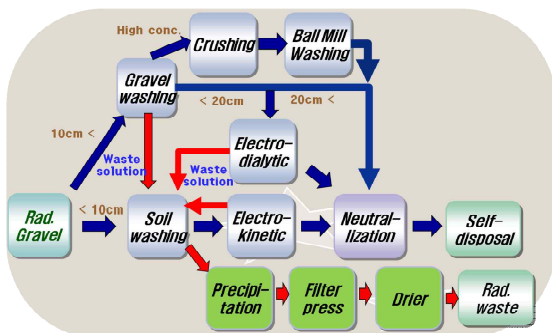 High conc.
Crushing
Ball Mill
Washing
Gravel
washing
< 20cm
20cm <
10cm <
Waste
solution
Electro-
dialytic
Waste
solution
Rad.
Gravel
< 10cm
Soil
washing
Electro-
kinetic
Neutral-
lization
Self-
disposal
Precipi-
tation
Filter
press
Drier
Rad.
waste